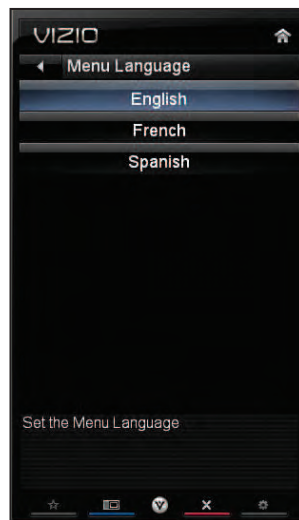 VIZIO
Menu Language
English
French
Spanish
Set the Menu Language